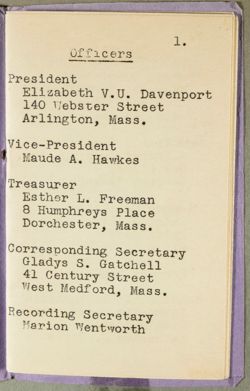 1.
Officers
President
Elizabeth V.U. Davenport
140 Webster Street
Arlington, Mass.
Vice-President
Maude A. Hawkes
Treasurer
Esther L. Freeman
8 Humphreys Place
Dorchester, Mass.
Corresponding Secretary
Gladys S. Gatchell
41 Century Street
West Medford, Mass.
Recording Secretary
Marion Wentworth